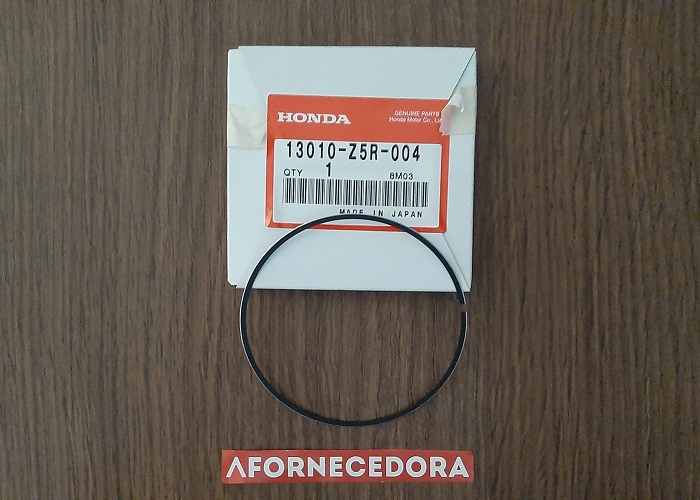 HONDA
GENUINE PARTS
Honda Motor Co., Ltd.
13010-Z5R-004
QTY 1 8M03
MADE IN JAPAN
AFORNECEDORA